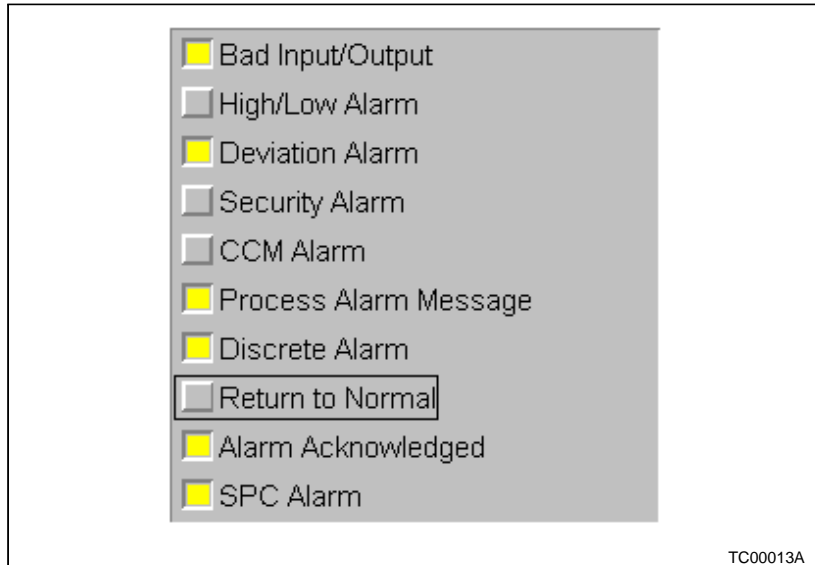 Bad Input/Output
High/Low Alarm
Deviation Alarm
Security Alarm
CCM Alarm
Process Alarm Message
Discrete Alarm
Return to Normal
Alarm Acknowledged
SPC Alarm
TC00013A